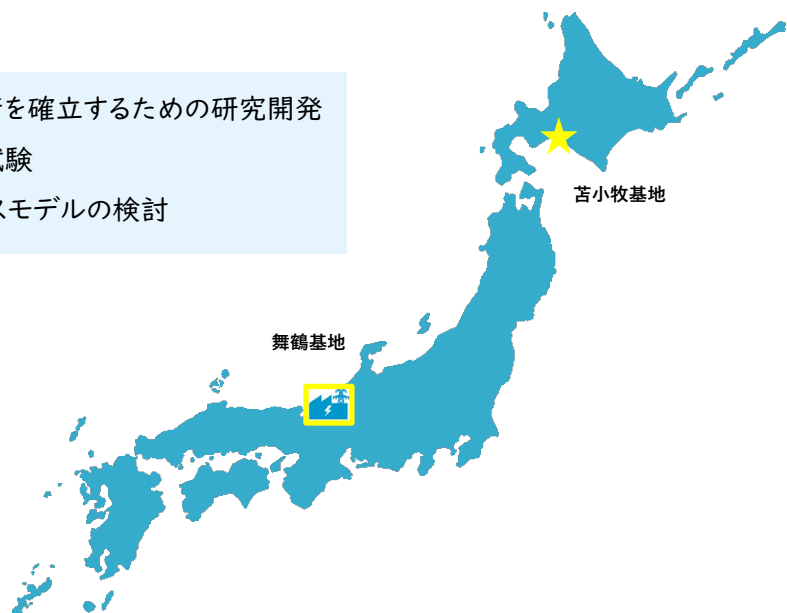 を確立するための研究開発
試験
スモデルの検討
苫小牧基地
舞鶴基地